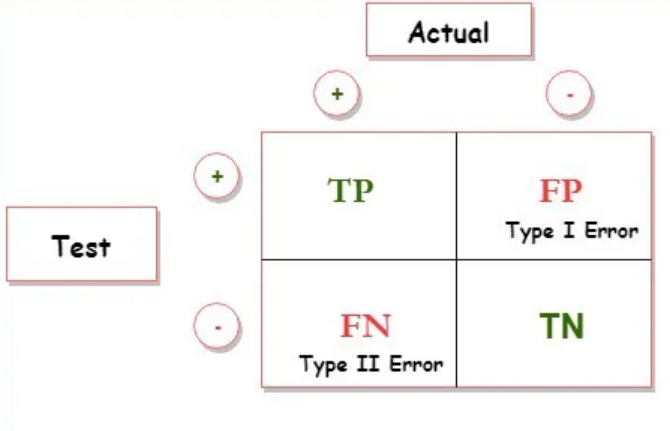 Actual
+
-
+
TP
FP
Type I Error
Test
-
FN
TN
Type II Error